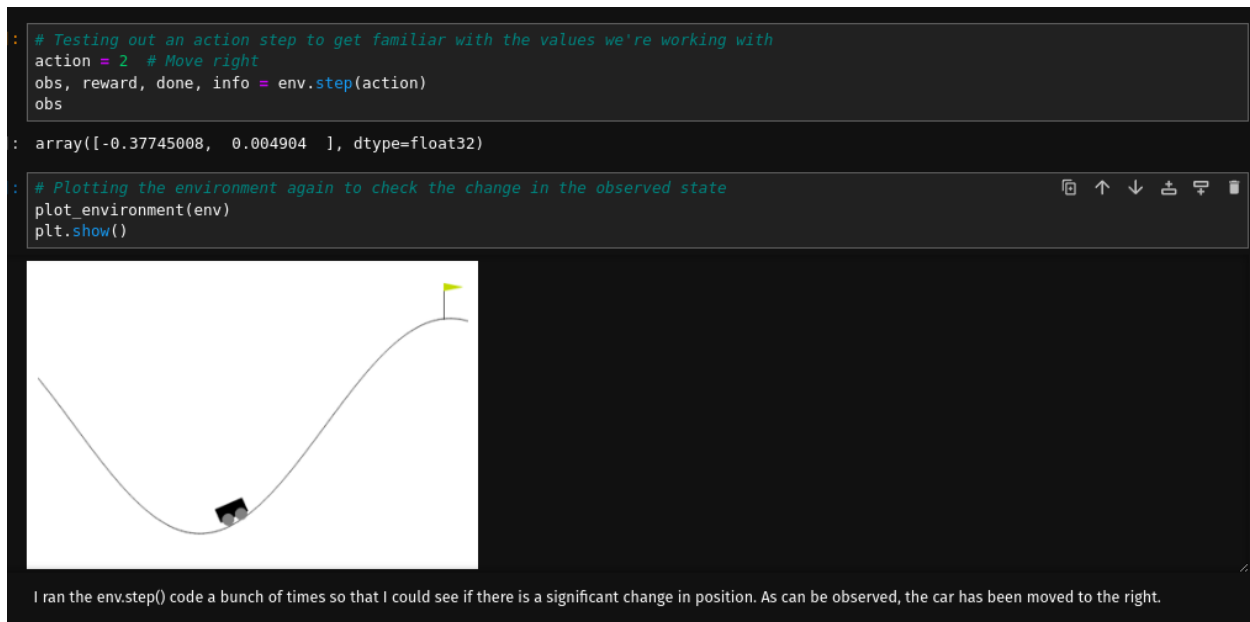 : # Testing out an action step to get familiar with the values we're working with
action = 2  # Move right
obs, reward, done, info = env.step(action)
obs
: array([-0.37745008,  0.004904  ], dtype=float32)
: # Plotting the environment again to check the change in the observed state
plot_environment(env)
plt.show()
I ran the env.step() code a bunch of times so that I could see if there is a significant change in position. As can be observed, the car has been moved to the right.